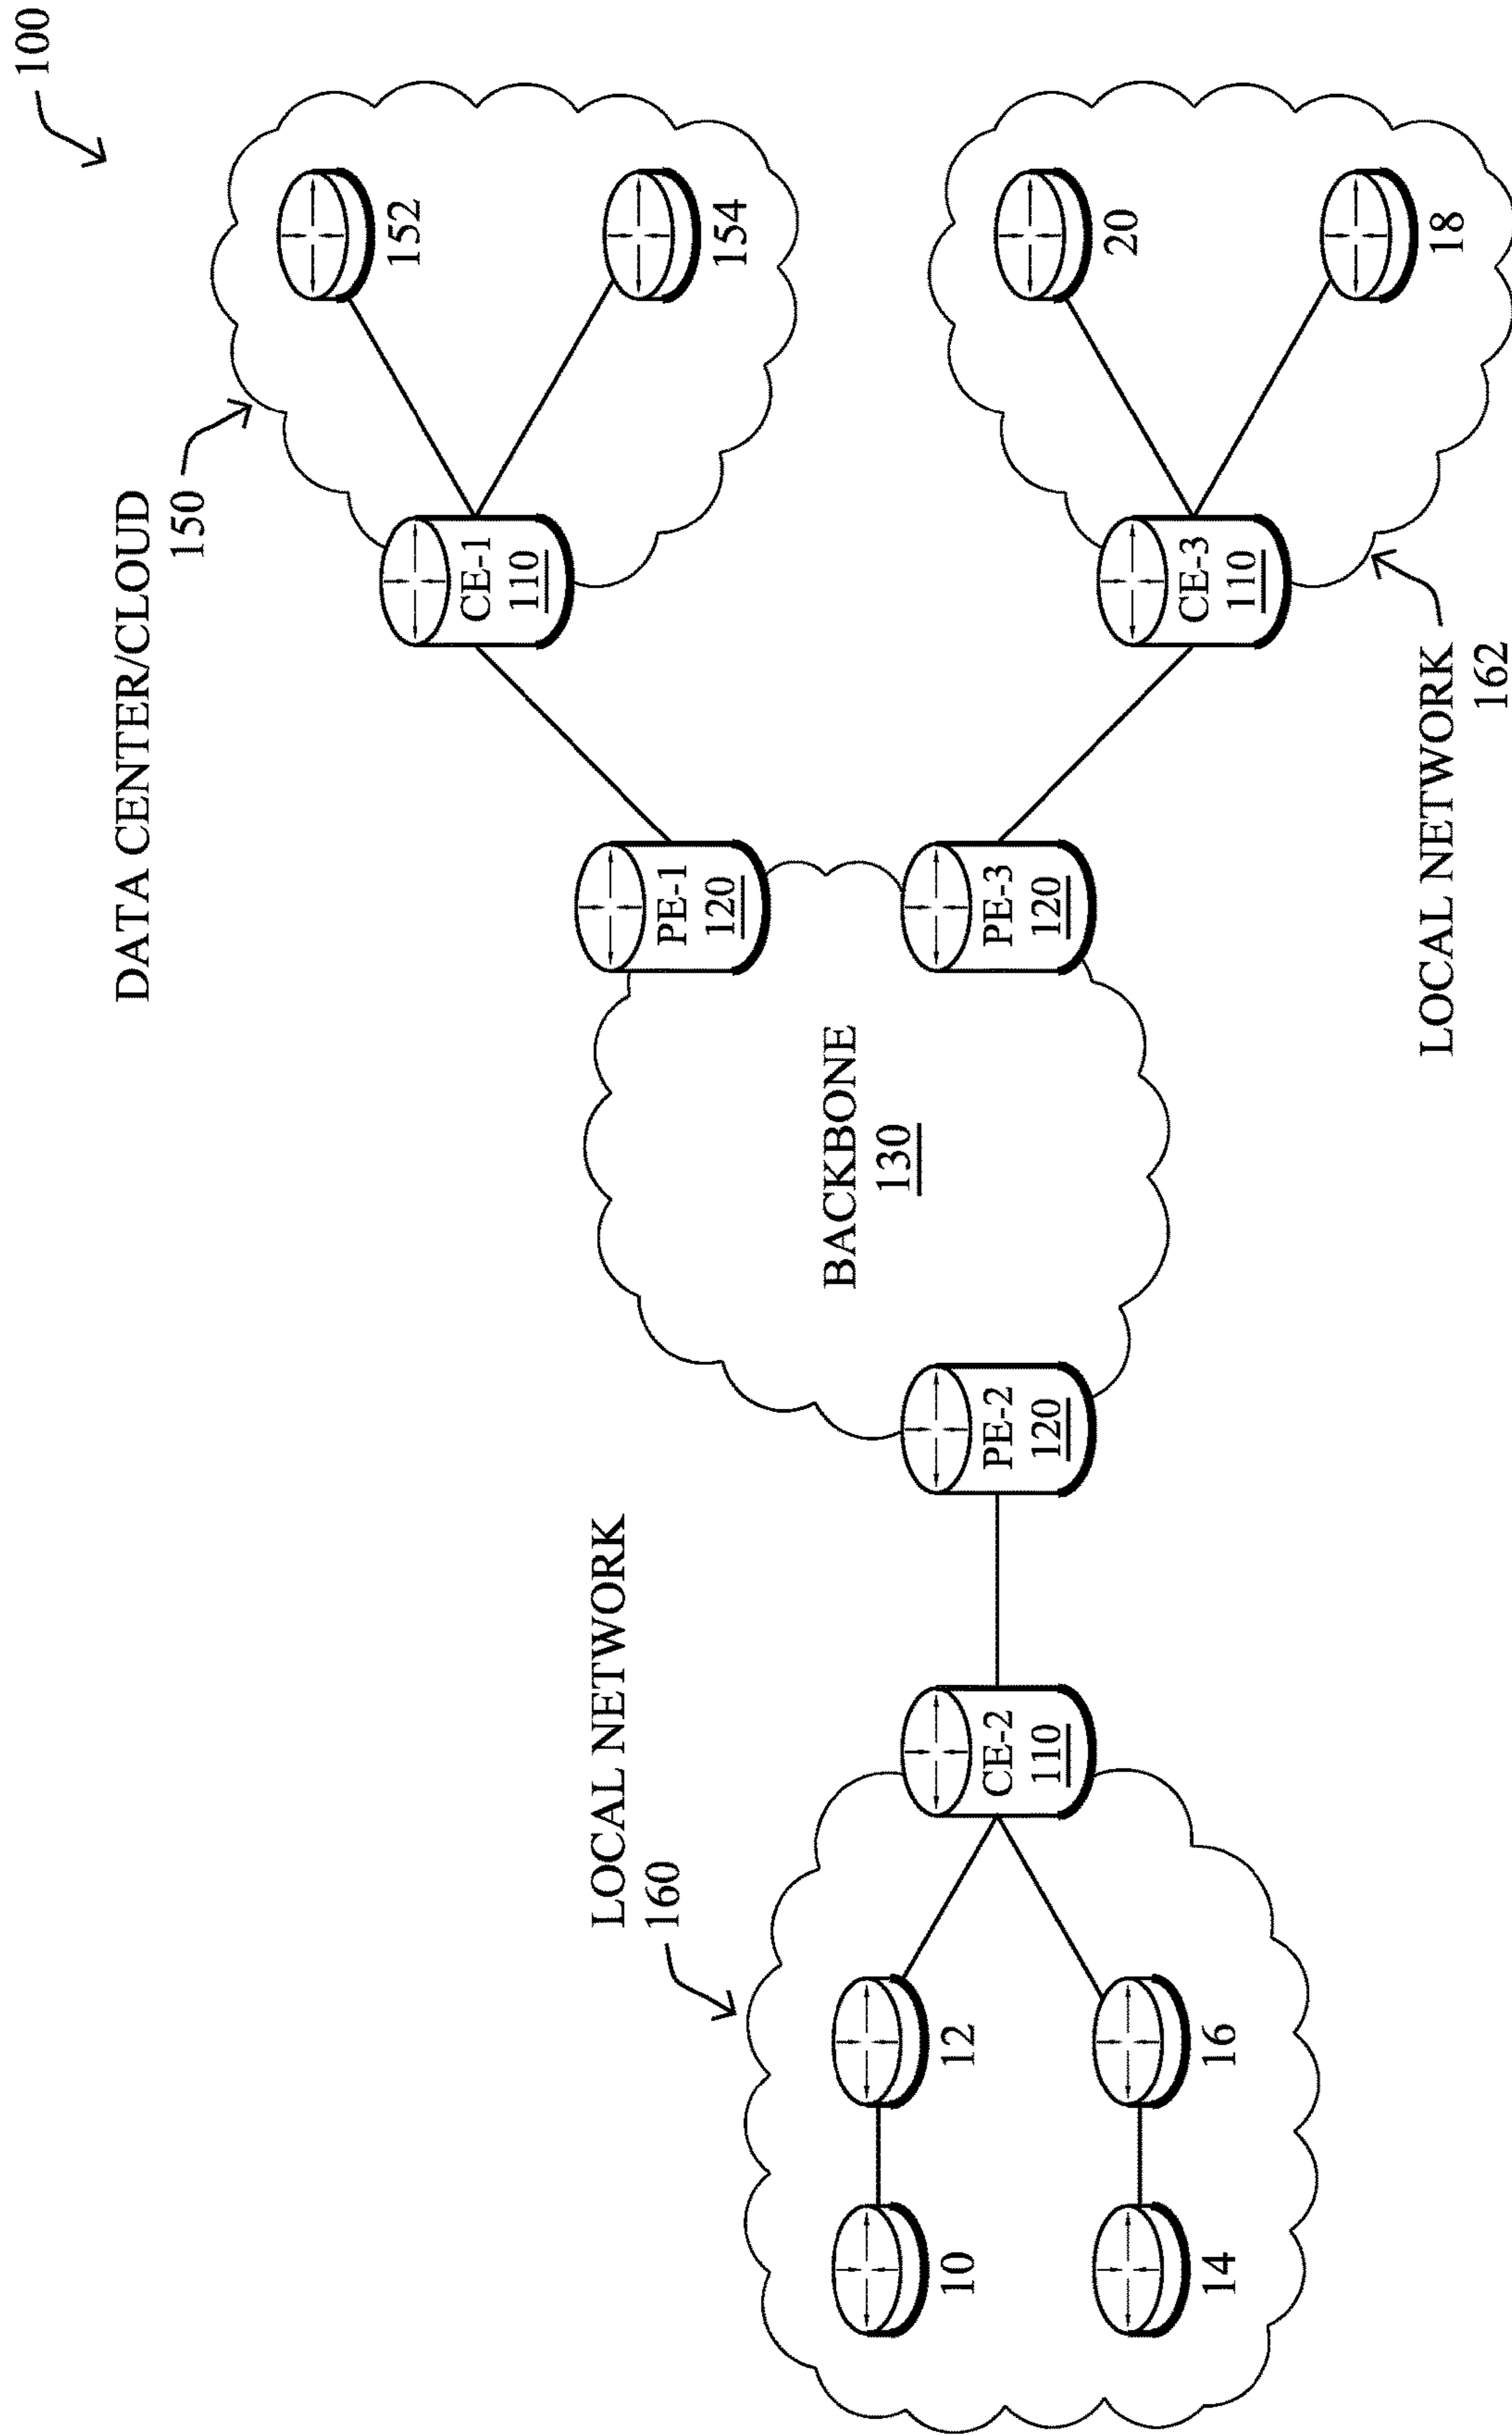 100
DATA CENTER/CLOUD
150
152
154
CE-1
110
PE-1
120
BACKBONE
130
PE-3
120
CE-3
110
20
18
LOCAL NETWORK
162
PE-2
120
LOCAL NETWORK
160
CE-2
110
12
10
16
14